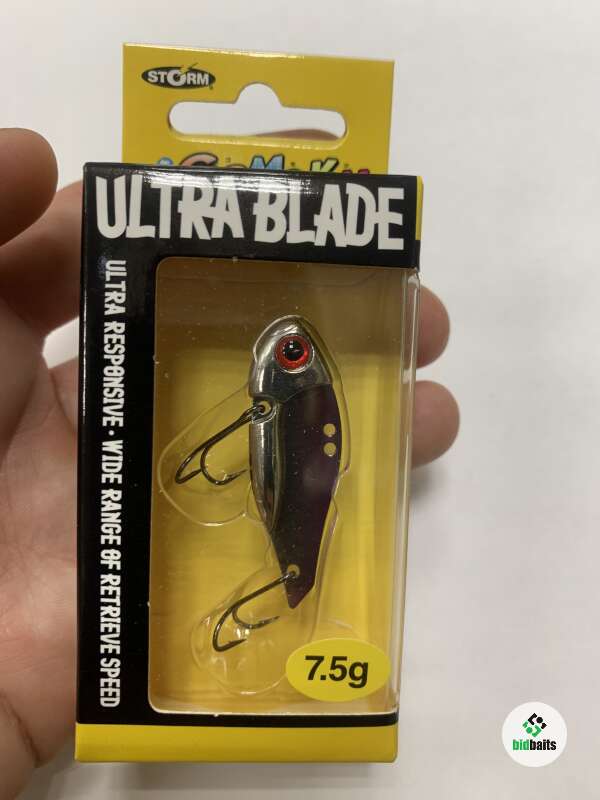 STORM
ULTRA BLADE
ULTRA RESPONSIVE • WIDE RANGE OF RETRIEVE SPEED
7.5g
bidbaits